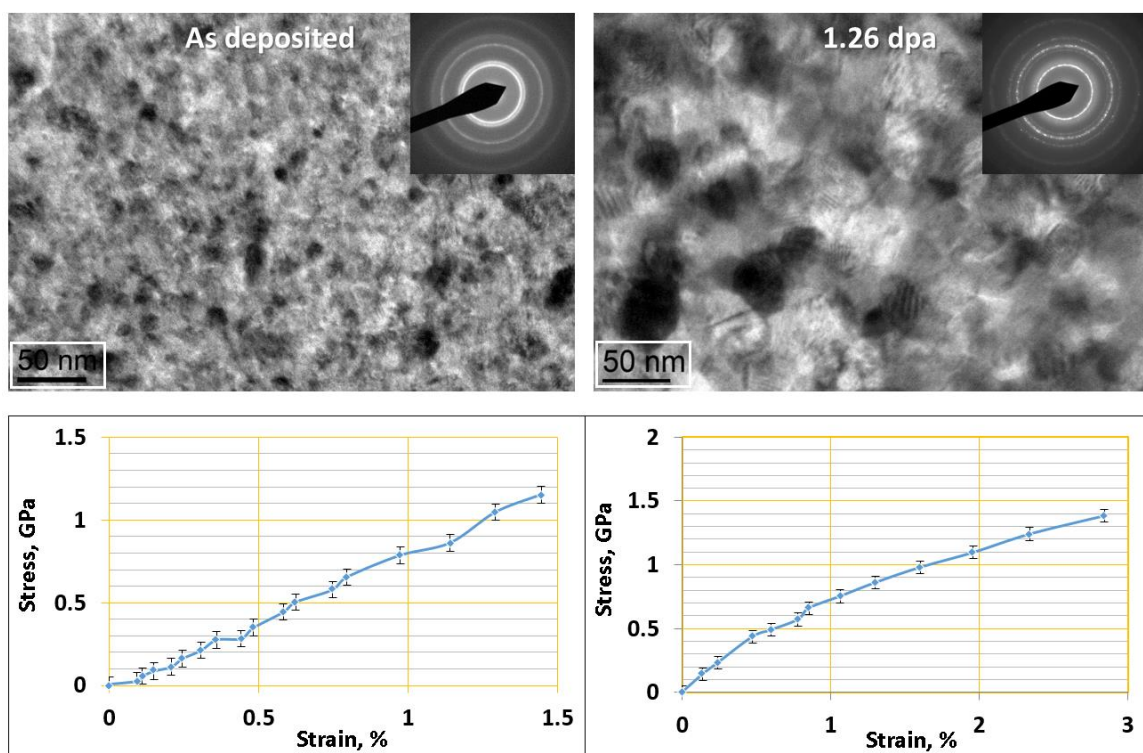 As deposited
50 nm
1.26 dpa
50 nm
1.5
1
0.5
0
Stress, GPa
0
0.5
1
1.5
Strain, %
2
1.5
1
0.5
0
Stress, GPa
0
1
2
3
Strain, %